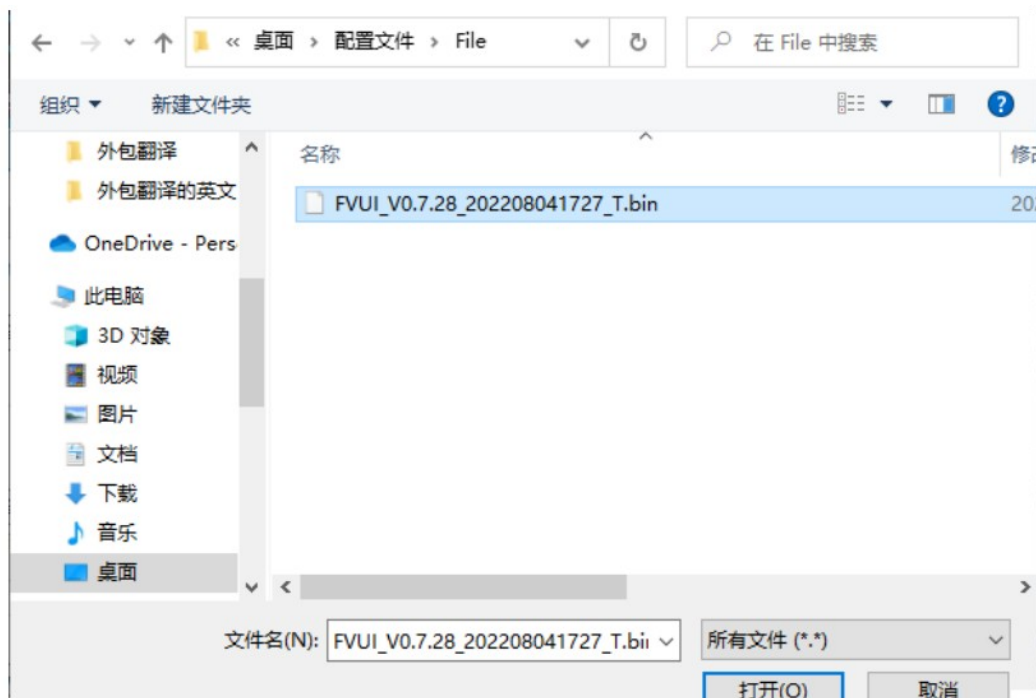 « 桌面 › 配置文件 › File
在 File 中搜索
组织
新建文件夹
外包翻译
外包翻译的英文
OneDrive - Pers
此电脑
3D 对象
视频
图片
文档
下载
音乐
桌面
名称
修
FVUI_V0.7.28_202208041727_T.bin
20
文件名(N):
FVUI_V0.7.28_202208041727_T.bi
所有文件 (*.*)
打开(O)
取消